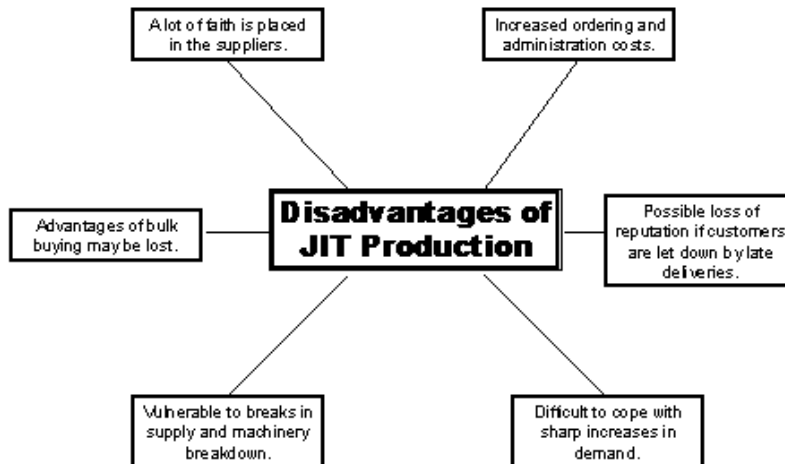 A lot of faith is placed
in the suppliers.
Increased ordering and
administration costs.
Disadvantages of
JIT Production
Advantages of bulk
buying may be lost.
Possible loss of
reputation if customers
are let down by late
deliveries.
Vulnerable to breaks in
supply and machinery
breakdown.
Difficult to cope with
sharp increases in
demand.